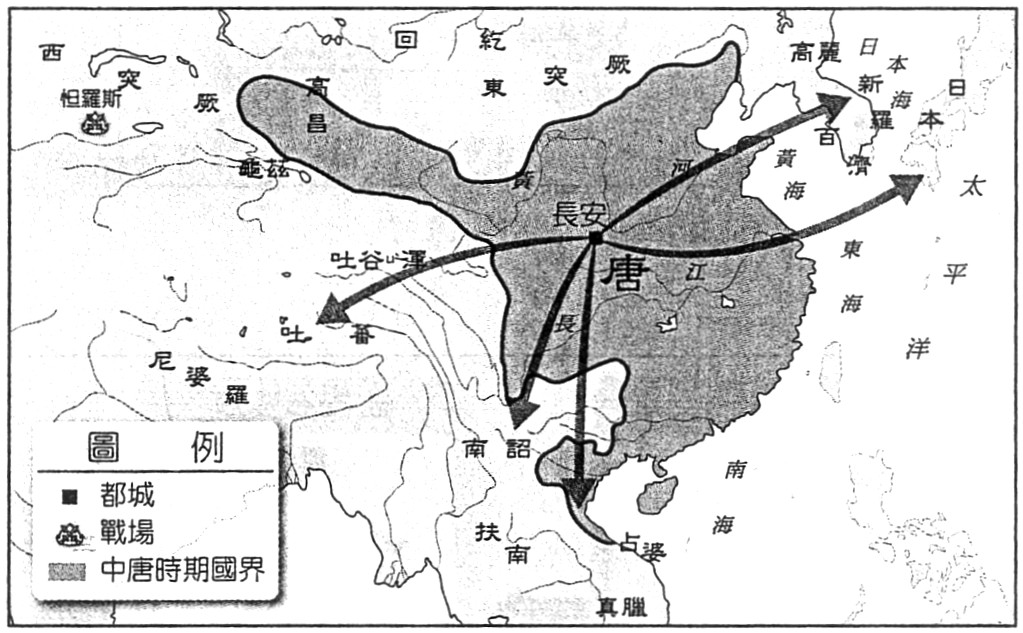 西突厥
怛羅斯
回紇
東突厥
高昌
龜茲
高麗
新羅
百濟
日本海
日本
黃海
黃河
長安
唐
長江
吐谷渾
吐蕃
尼婆羅
東海
太平洋
南詔
南海
扶南
占婆
真臘
圖例
都城
戰場
中唐時期國界